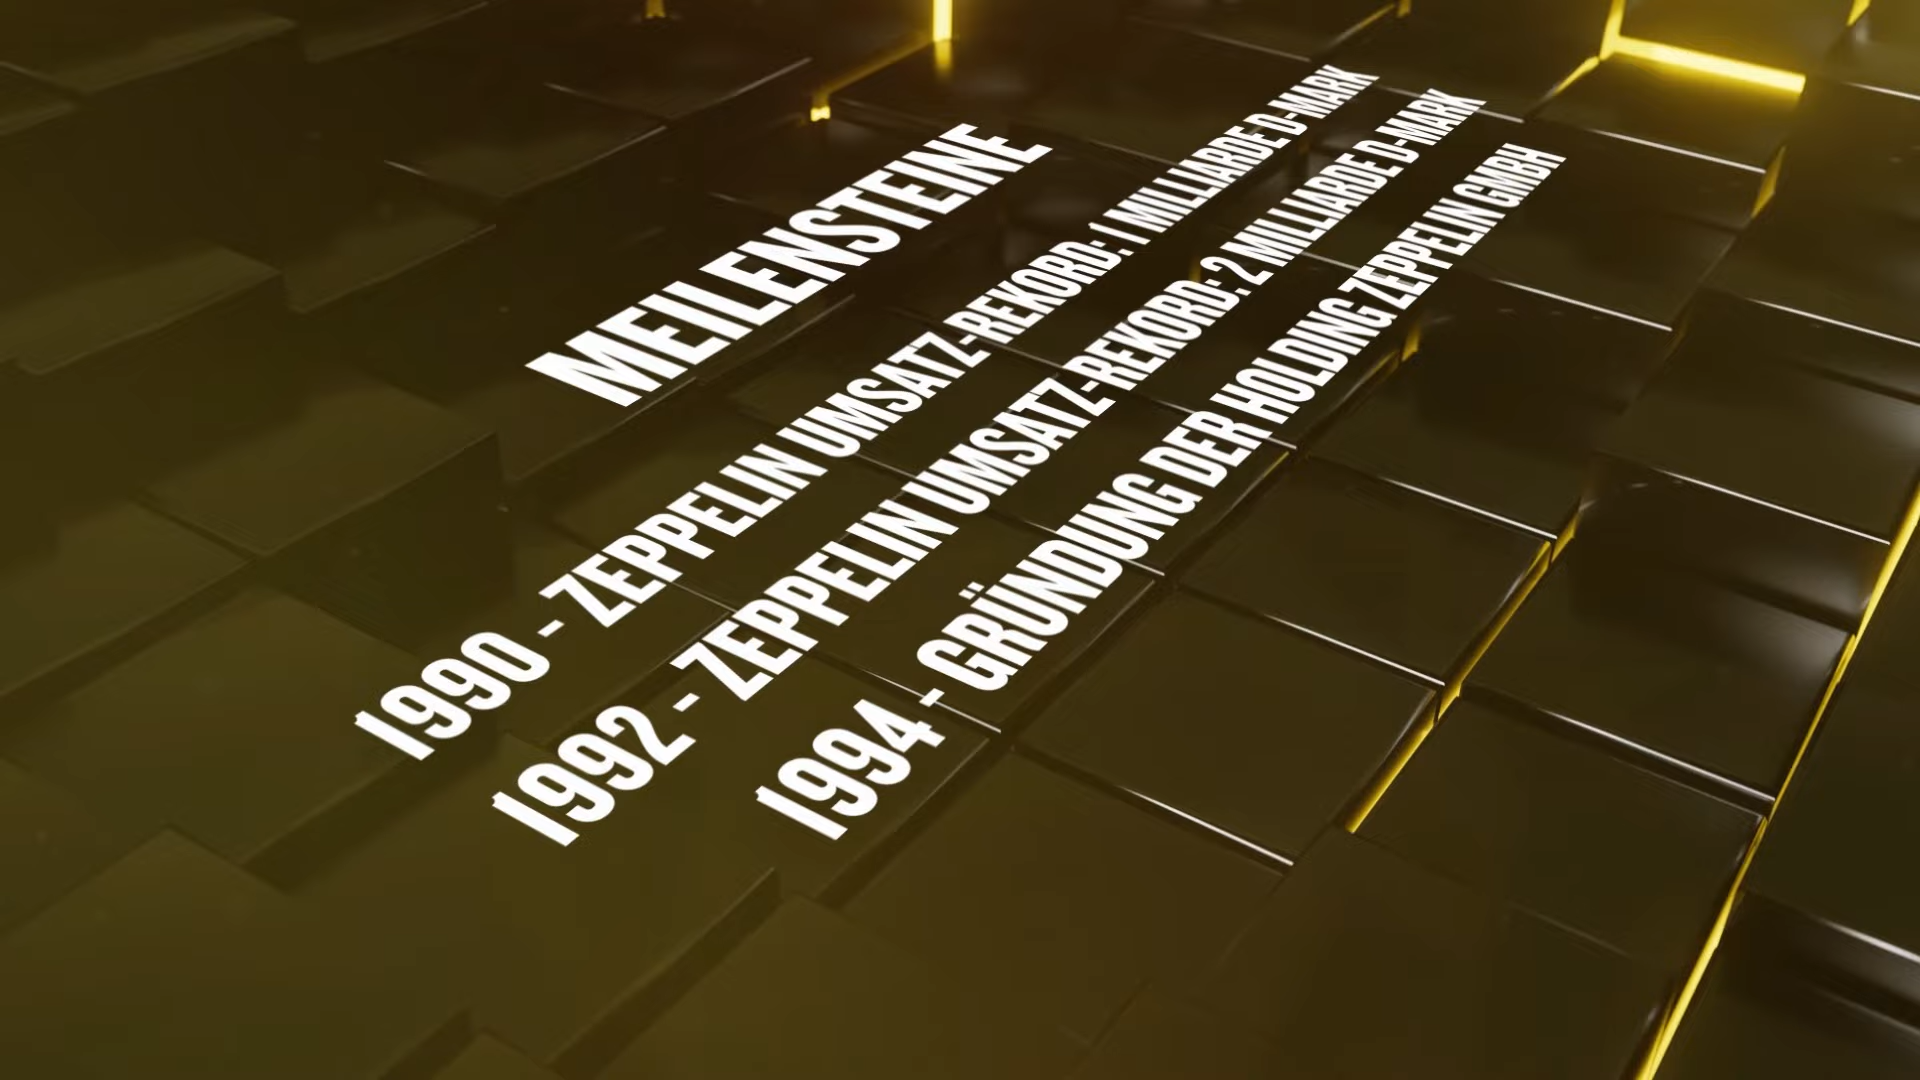 MEILENSTEINE
1990 - ZEPPELIN UMSATZ-REKORD: 1 MILLIARDE D-MARK
1992 - ZEPPELIN UMSATZ-REKORD: 2 MILLIARDE D-MARK
1994 - GRÜNDUNG DER HOLDING ZEPPELIN GMBH